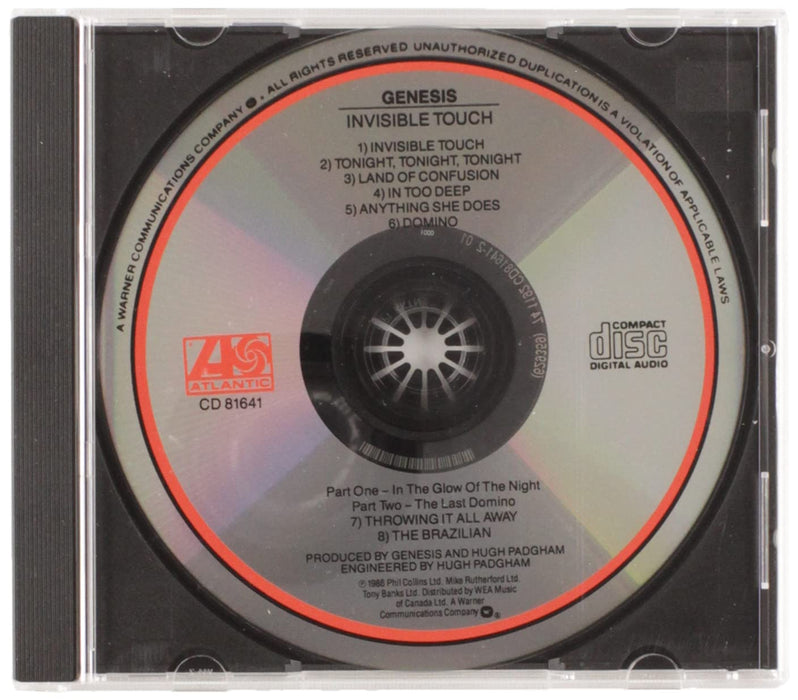 A WARNER COMMUNICATIONS COMPANY • ALL RIGHTS RESERVED UNAUTHORIZED DUPLICATION IS A VIOLATION OF APPLICABLE LAWS
GENESIS
INVISIBLE TOUCH
1) INVISIBLE TOUCH
2) TONIGHT, TONIGHT, TONIGHT
3) LAND OF CONFUSION
4) IN TOO DEEP
5) ANYTHING SHE DOES
6) DOMINO
1000
CD81641-2 01
ATLANTIC
CD 81641
COMPACT
disc
DIGITAL AUDIO
Part One – In The Glow Of The Night
Part Two – The Last Domino
7) THROWING IT ALL AWAY
8) THE BRAZILIAN
PRODUCED BY GENESIS AND HUGH PADGHAM
ENGINEERED BY HUGH PADGHAM
℗ 1986 Phil Collins Ltd. Mike Rutherford Ltd.
Tony Banks Ltd. Distributed by WEA Music
of Canada Ltd. A Warner
Communications Company ®